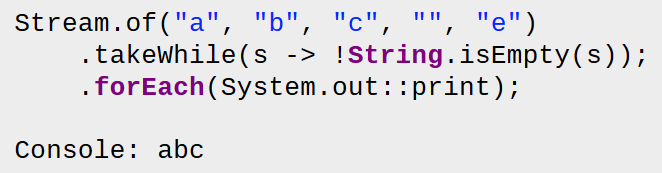 Stream.of("a", "b", "c", "", "e")
    .takeWhile(s -> !String.isEmpty(s));
    .forEach(System.out::print);
Console: abc